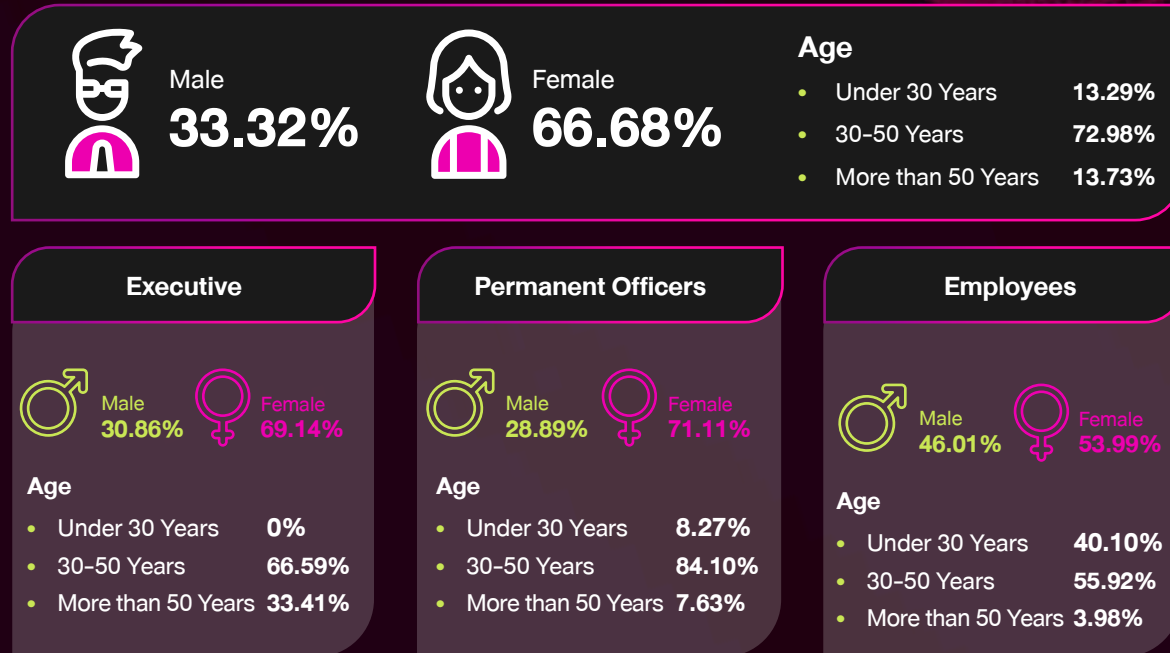 Male
33.32%
Female
66.68%
Age
• Under 30 Years 13.29%
• 30-50 Years 72.98%
• More than 50 Years 13.73%
Executive
Male
30.86%
Female
69.14%
Age
• Under 30 Years 0%
• 30-50 Years 66.59%
• More than 50 Years 33.41%
Permanent Officers
Male
28.89%
Female
71.11%
Age
• Under 30 Years 8.27%
• 30-50 Years 84.10%
• More than 50 Years 7.63%
Employees
Male
46.01%
Female
53.99%
Age
• Under 30 Years 40.10%
• 30-50 Years 55.92%
• More than 50 Years 3.98%